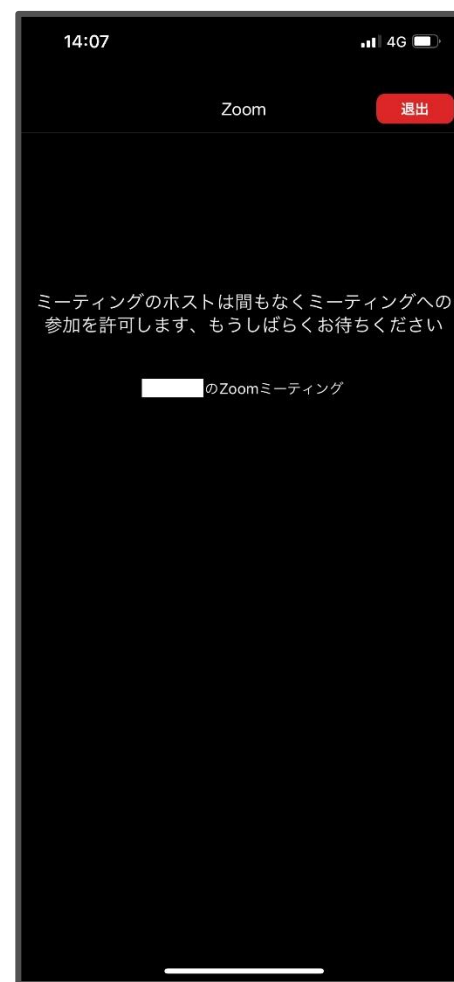 14:07 4G
Zoom 退出
ミーティングのホストは間もなくミーティングへの
参加を許可します、もうしばらくお待ちください
のZoomミーティング